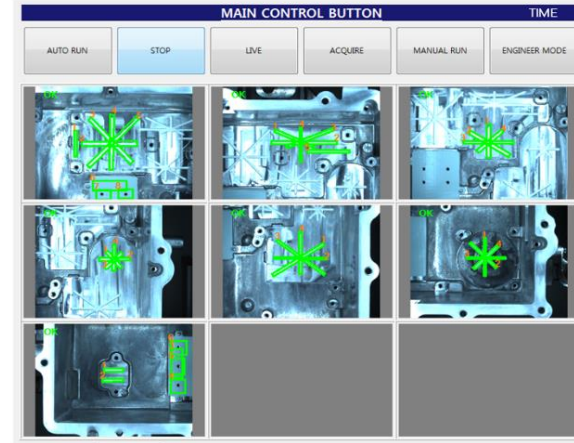 MAIN CONTROL BUTTON TIME
AUTO RUN STOP LIVE ACQUIRE MANUAL RUN ENGINEER MODE
OK OK OK
OK OK OK
OK